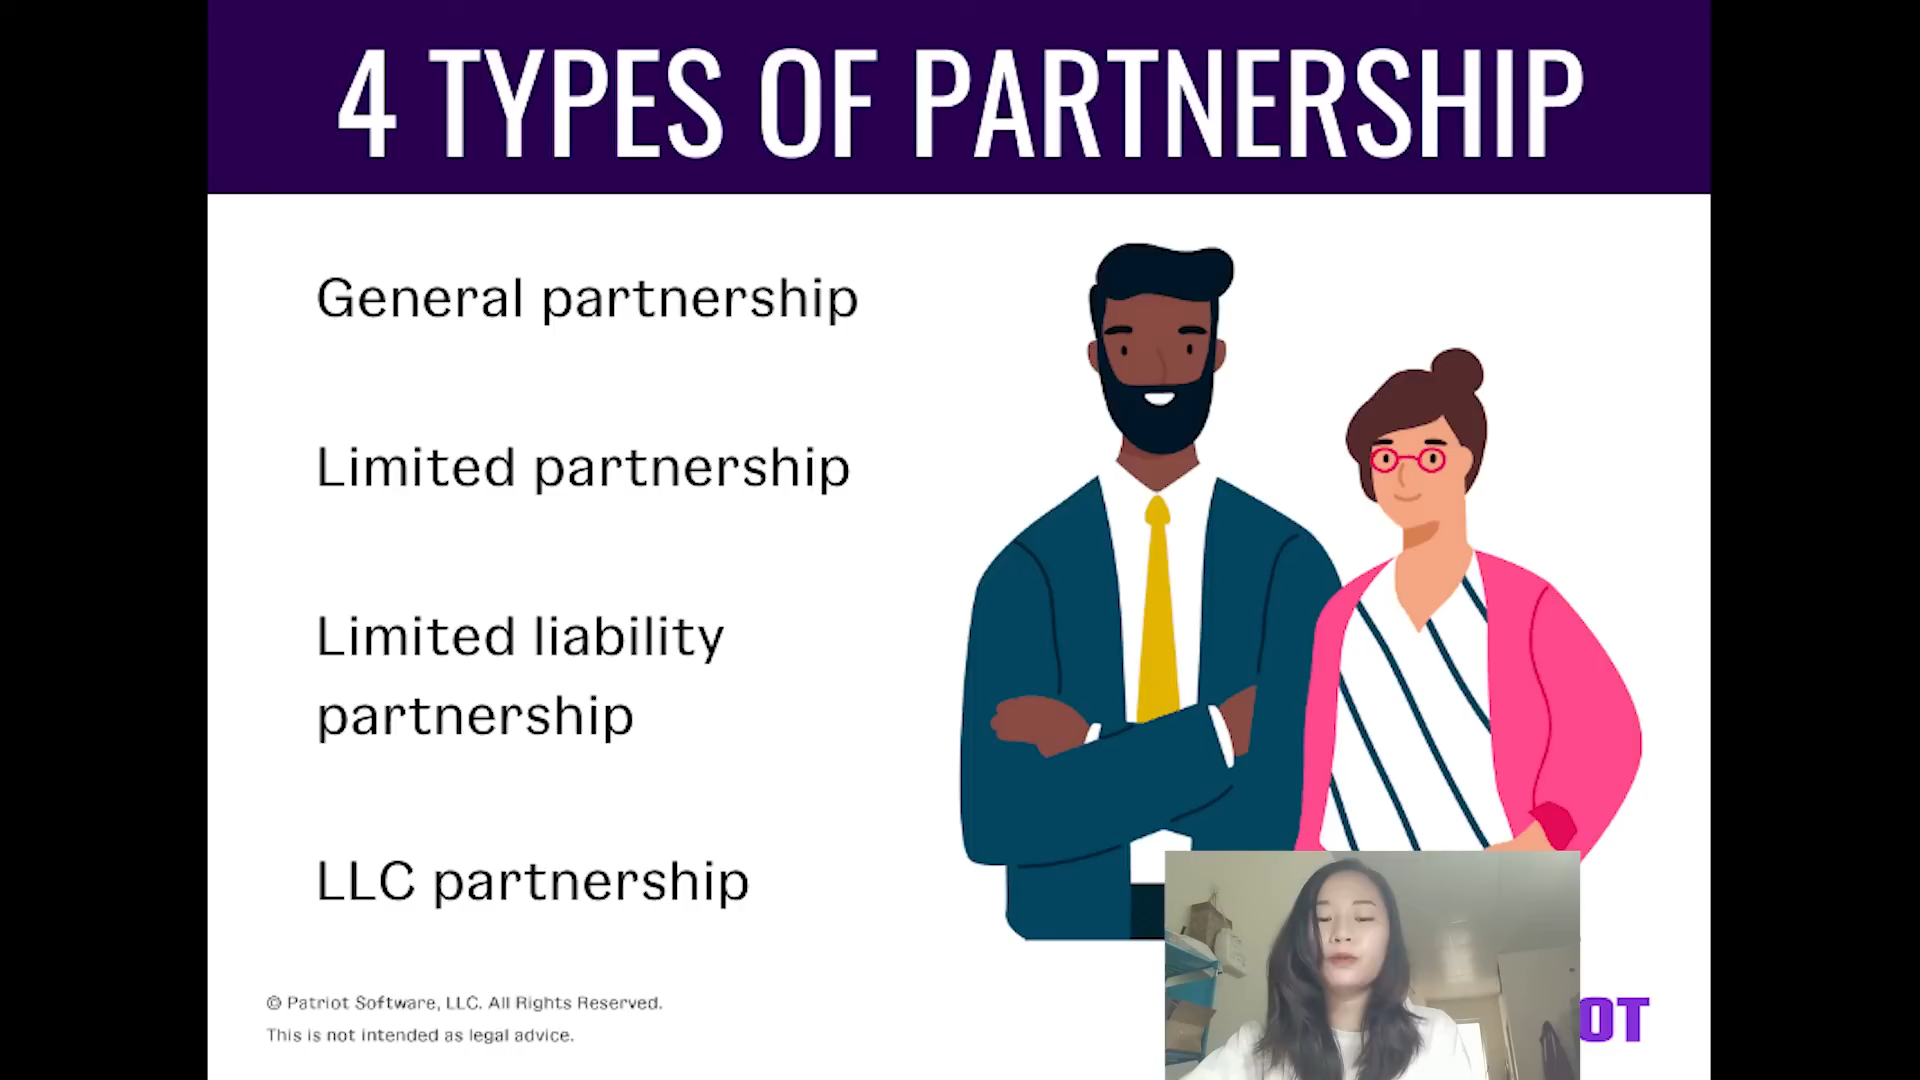 4 TYPES OF PARTNERSHIP
General partnership
Limited partnership
Limited liability
partnership
LLC partnership
© Patriot Software, LLC. All Rights Reserved.
This is not intended as legal advice.
OT